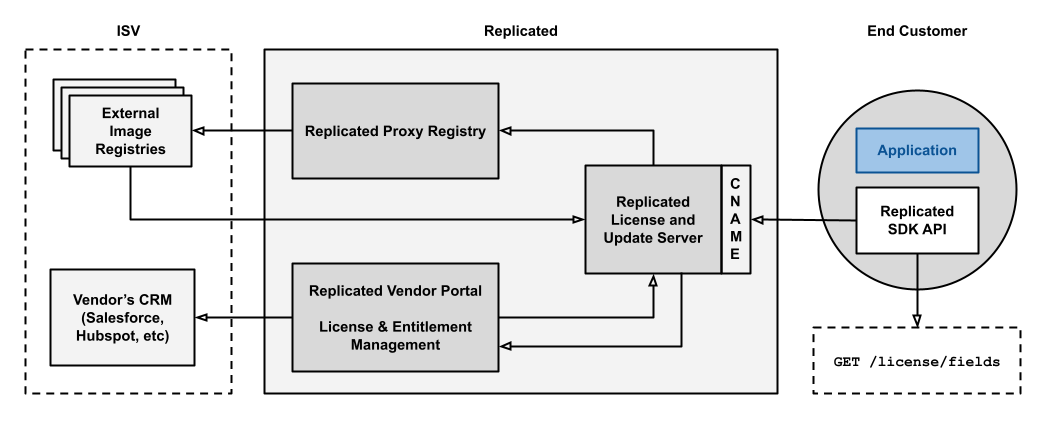 ISV
Replicated
End Customer
External
Image
Registries
Replicated Proxy Registry
Application
Replicated
License and
Update Server
C
N
A
M
E
Replicated
SDK API
Vendor’s CRM
(Salesforce,
Hubspot, etc)
Replicated Vendor Portal
License & Entitlement
Management
GET /license/fields